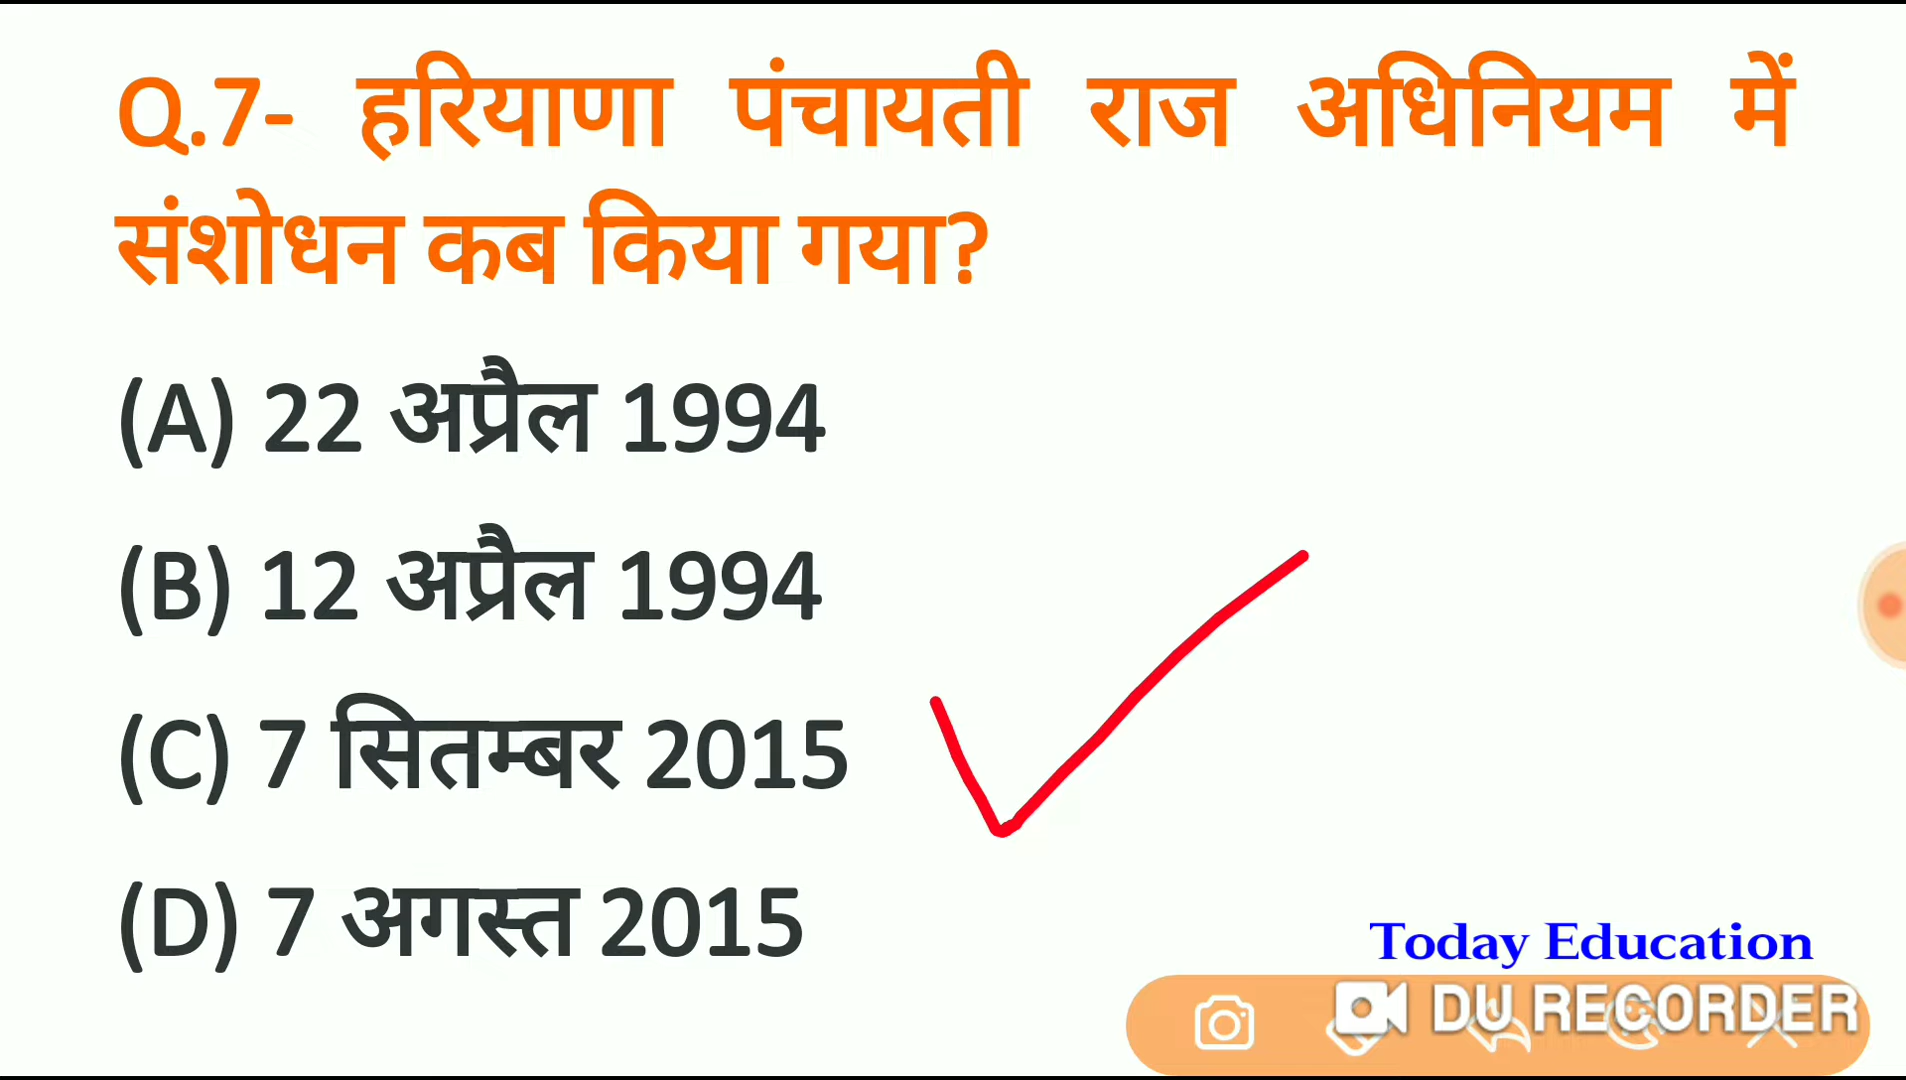 Q.7- हरियाणा पंचायती राज अधिनियम में
संशोधन कब किया गया?
(A) 22 अप्रैल 1994
(B) 12 अप्रैल 1994
(C) 7 सितम्बर 2015
(D) 7 अगस्त 2015
Today Education
DU RECORDER